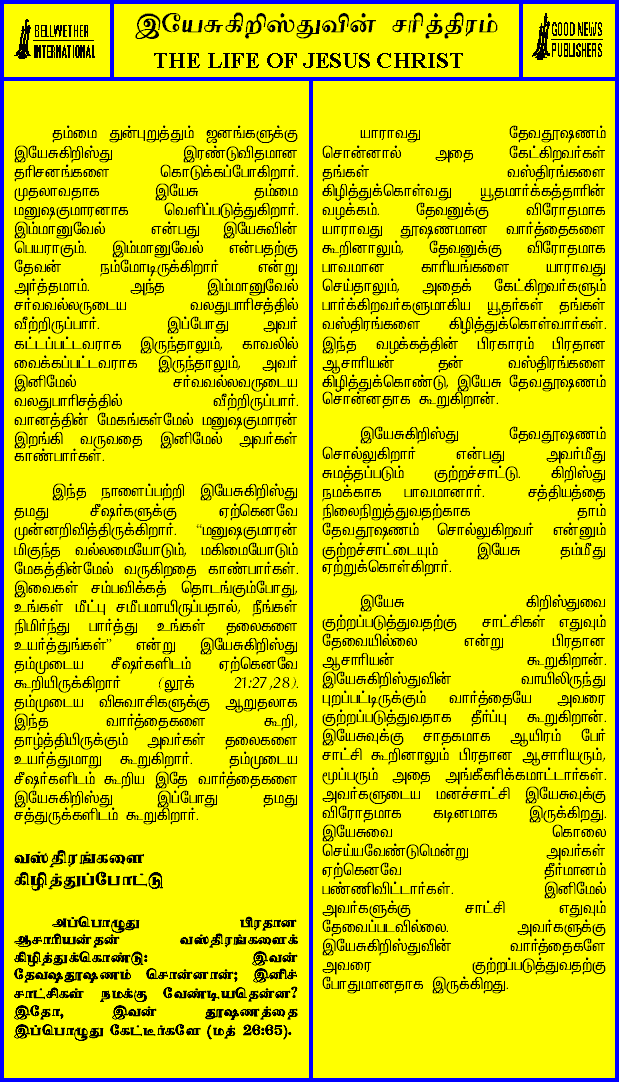 BELLWETHER
INTERNATIONAL
இயேசுகிறிஸ்துவின் சரித்திரம்
THE LIFE OF JESUS CHRIST
GOOD NEWS
PUBLISHERS
தம்மை துன்புறுத்தும் ஜனங்களுக்கு
இயேசுகிறிஸ்து இரண்டுவிதமான
தரிசனங்களை கொடுக்கப்போகிறார்.
முதலாவதாக இயேசு தம்மை
மனுஷகுமாரனாக வெளிப்படுத்துகிறார்.
இம்மானுவேல் என்பது இயேசுவின்
பெயராகும். இம்மானுவேல் என்பதற்கு
தேவன் நம்மோடிருக்கிறார் என்று
அர்த்தமாம். அந்த இம்மானுவேல்
சர்வவல்லருடைய வலதுபாரிசத்தில்
வீற்றிருப்பார். இப்போது அவர்
கட்டப்பட்டவராக இருந்தாலும், காவலில்
வைக்கப்பட்டவராக இருந்தாலும், அவர்
இனிமேல் சர்வவல்லவருடைய
வலதுபாரிசத்தில் வீற்றிருப்பார்.
வானத்தின் மேகங்கள்மேல் மனுஷகுமாரன்
இறங்கி வருவதை இனிமேல் அவர்கள்
காண்பார்கள்.
இந்த நாளைப்பற்றி இயேசுகிறிஸ்து
தமது சீஷர்களுக்கு ஏற்கெனவே
முன்னறிவித்திருக்கிறார். “மனுஷகுமாரன்
மிகுந்த வல்லமையோடும், மகிமையோடும்
மேகத்தின்மேல் வருகிறதை காண்பார்கள்.
இவைகள் சம்பவிக்கத் தொடங்கும்போது,
உங்கள் மீட்பு சமீபமாயிருப்பதால், நீங்கள்
நிமிர்ந்து பார்த்து உங்கள் தலைகளை
உயர்த்துங்கள்” என்று இயேசுகிறிஸ்து
தம்முடைய சீஷர்களிடம் ஏற்கெனவே
கூறியிருக்கிறார் (லூக் 21:27,28).
தம்முடைய விசுவாசிகளுக்கு ஆறுதலாக
இந்த வார்த்தைகளை கூறி,
தாழ்த்தியிருக்கும் அவர்கள் தலைகளை
உயர்த்துமாறு கூறுகிறார். தம்முடைய
சீஷர்களிடம் கூறிய இதே வார்த்தைகளை
இயேசுகிறிஸ்து இப்போது தமது
சத்துருக்களிடம் கூறுகிறார்.
வஸ்திரங்களை
கிழித்துப்போட்டு
அப்பொழுது பிரதான
ஆசாரியன்தன் வஸ்திரங்களைக்
கிழித்துக்கொண்டு: இவன்
தேவஷதூஷணம் சொன்னான்; இனிச்
சாட்சிகள் நமக்கு வேண்டியதென்ன?
இதோ, இவன் தூஷணத்தை
இப்பொழுது கேட்டீர்களே (மத் 26:65).
யாராவது தேவதூஷணம்
சொன்னால் அதை கேட்கிறவர்கள்
தங்கள் வஸ்திரங்களை
கிழித்துக்கொள்வது யூதமார்க்கத்தாரின்
வழக்கம். தேவனுக்கு விரோதமாக
யாராவது தூஷணமான வார்த்தைகளை
கூறினாலும், தேவனுக்கு விரோதமாக
பாவமான காரியங்களை யாராவது
செய்தாலும், அதைக் கேட்கிறவர்களும்
பார்க்கிறவர்களுமாகிய யூதர்கள் தங்கள்
வஸ்திரங்களை கிழித்துக்கொள்வார்கள்.
இந்த வழக்கத்தின் பிரகாரம் பிரதான
ஆசாரியன் தன் வஸ்திரங்களை
கிழித்துக்கொண்டு, இயேசு தேவதூஷணம்
சொன்னதாக கூறுகிறான்.
இயேசுகிறிஸ்து தேவதூஷணம்
சொல்லுகிறார் என்பது அவர்மீது
சுமத்தப்படும் குற்றச்சாட்டு. கிறிஸ்து
நமக்காக பாவமானார். சத்தியத்தை
நிலைநிறுத்துவதற்காக தாம்
தேவதூஷணம் சொல்லுகிறவர் என்னும்
குற்றச்சாட்டையும் இயேசு தம்மீது
ஏற்றுக்கொள்கிறார்.
இயேசு கிறிஸ்துவை
குற்றப்படுத்துவதற்கு சாட்சிகள் எதுவும்
தேவையில்லை என்று பிரதான
ஆசாரியன் கூறுகிறான்.
இயேசுகிறிஸ்துவின் வாயிலிருந்து
புறப்பட்டிருக்கும் வார்த்தையே அவரை
குற்றப்படுத்துவதாக தீர்ப்பு கூறுகிறான்.
இயேசுவுக்கு சாதகமாக ஆயிரம் பேர்
சாட்சி கூறினாலும் பிரதான ஆசாரியரும்,
மூப்பரும் அதை அங்கீகரிக்கமாட்டார்கள்.
அவர்களுடைய மனச்சாட்சி இயேசுவுக்கு
விரோதமாக கடினமாக இருக்கிறது.
இயேசுவை கொலை
செய்யவேண்டுமென்று அவர்கள்
ஏற்கெனவே தீர்மானம்
பண்ணிவிட்டார்கள். இனிமேல்
அவர்களுக்கு சாட்சி எதுவும்
தேவைப்படவில்லை. அவர்களுக்கு
இயேசுகிறிஸ்துவின் வார்த்தைகளே
அவரை குற்றப்படுத்துவதற்கு
போதுமானதாக இருக்கிறது.